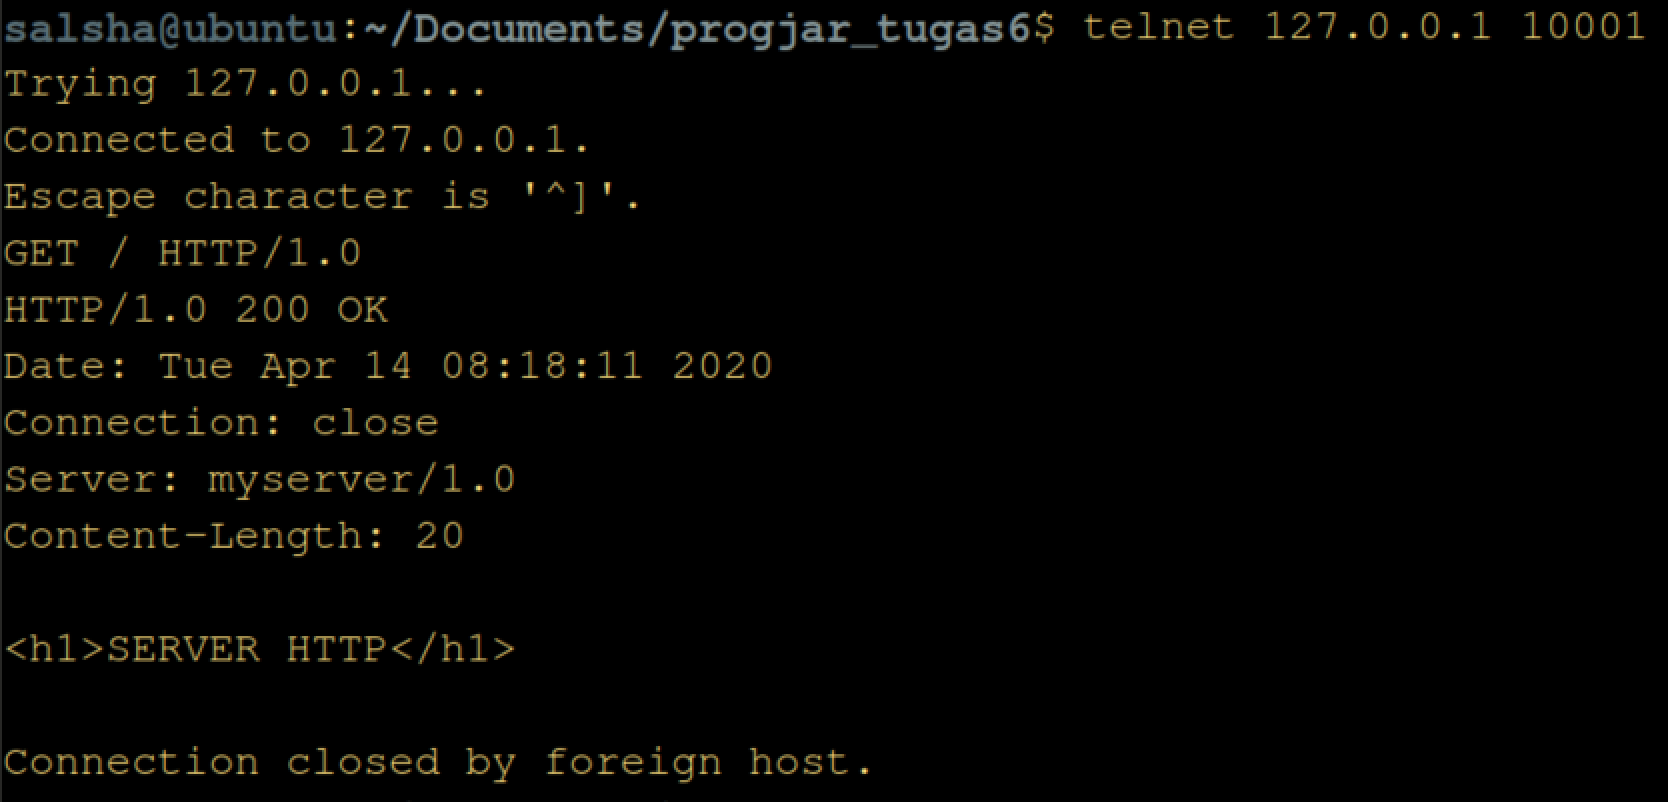 salsha@ubuntu:~/Documents/progjar_tugas6$ telnet 127.0.0.1 10001
Trying 127.0.0.1...
Connected to 127.0.0.1.
Escape character is '^]'.
GET / HTTP/1.0
HTTP/1.0 200 OK
Date: Tue Apr 14 08:18:11 2020
Connection: close
Server: myserver/1.0
Content-Length: 20
<h1>SERVER HTTP</h1>
Connection closed by foreign host.